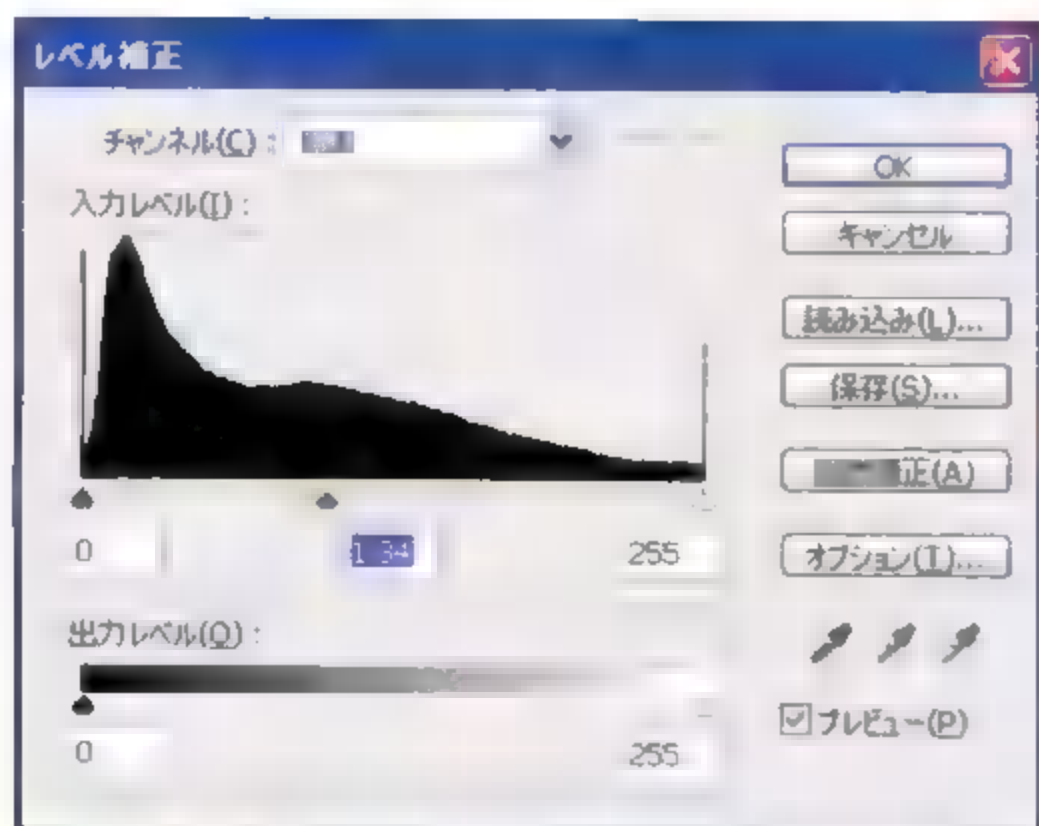 レベル補正
チャンネル(C):
OK
入力レベル(I):
キャンセル
読み込み(L)...
保存(S)...
正(A)
0 1.34 255
オプション(T)...
出力レベル(O):
プレビュー(P)
0 255